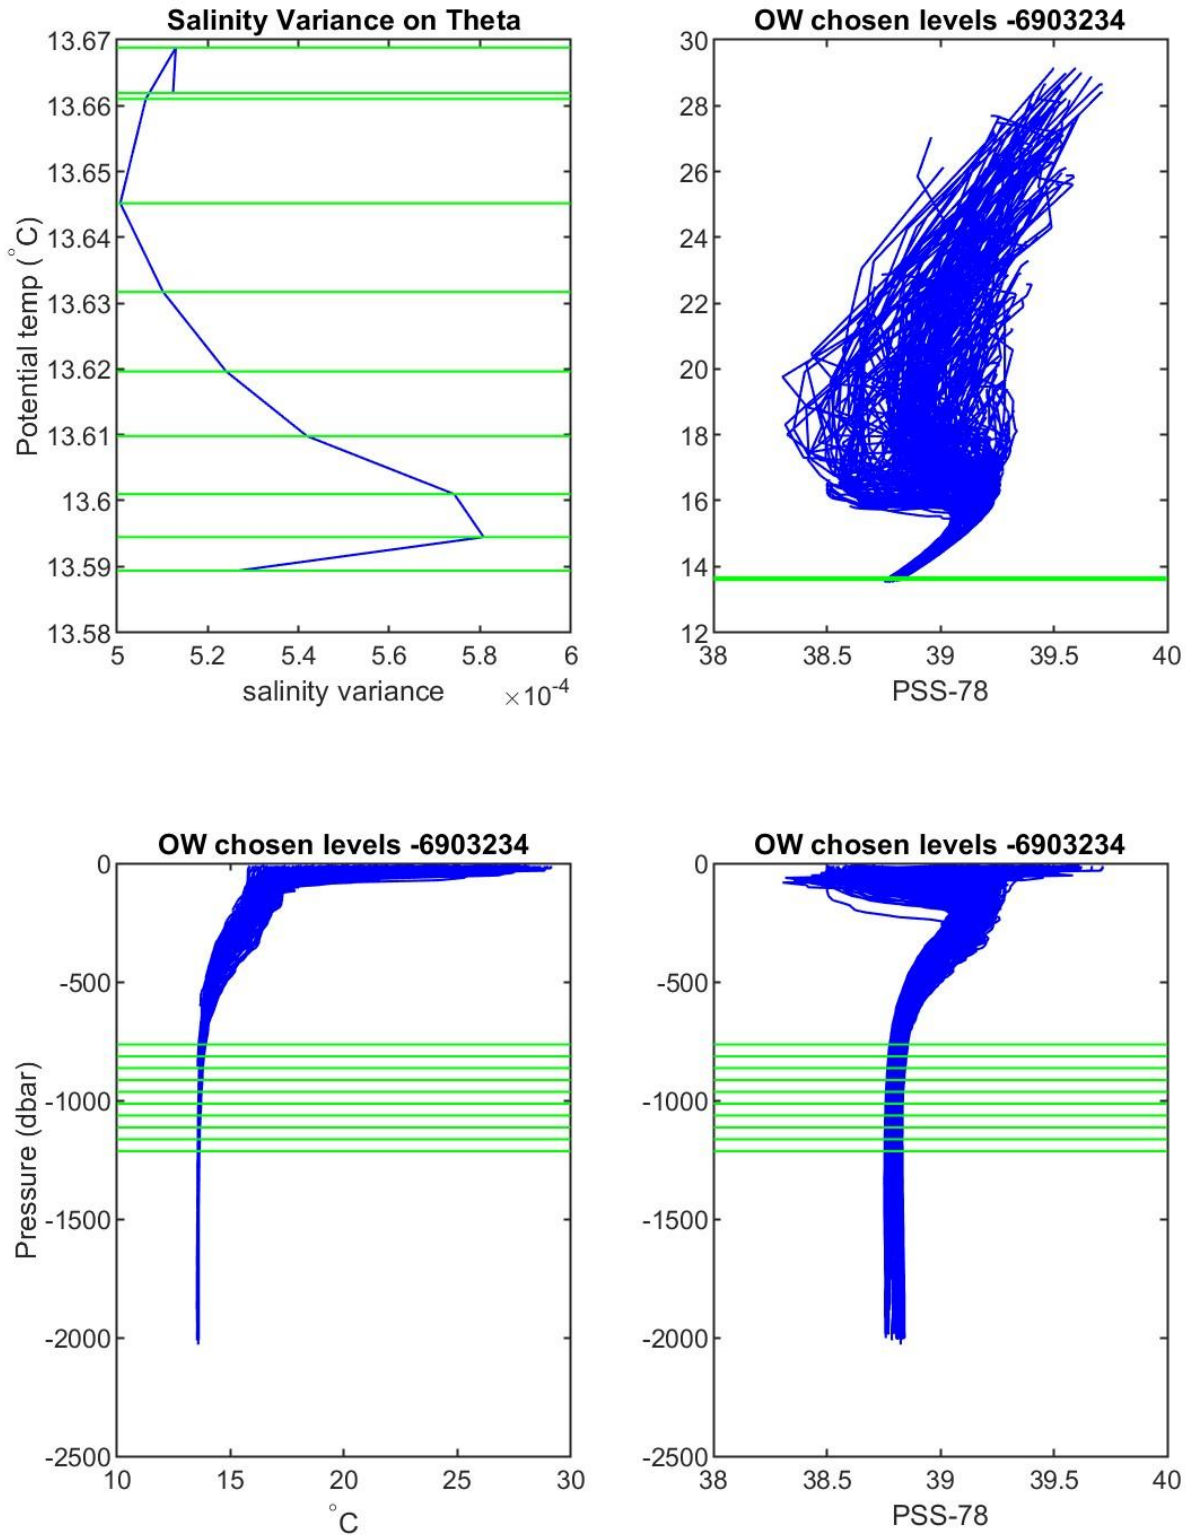 Salinity Variance on Theta
13.67
13.66
13.65
13.64
13.63
13.62
13.61
13.6
13.59
13.58
Potential temp (°C)
5 5.2 5.4 5.6 5.8 6
salinity variance
×10-4
OW chosen levels -6903234
30
28
26
24
22
20
18
16
14
12
38 38.5 39 39.5 40
PSS-78
OW chosen levels -6903234
0
-500
-1000
-1500
-2000
-2500
Pressure (dbar)
10 15 20 25 30
°C
OW chosen levels -6903234
0
-500
-1000
-1500
-2000
-2500
38 38.5 39 39.5 40
PSS-78